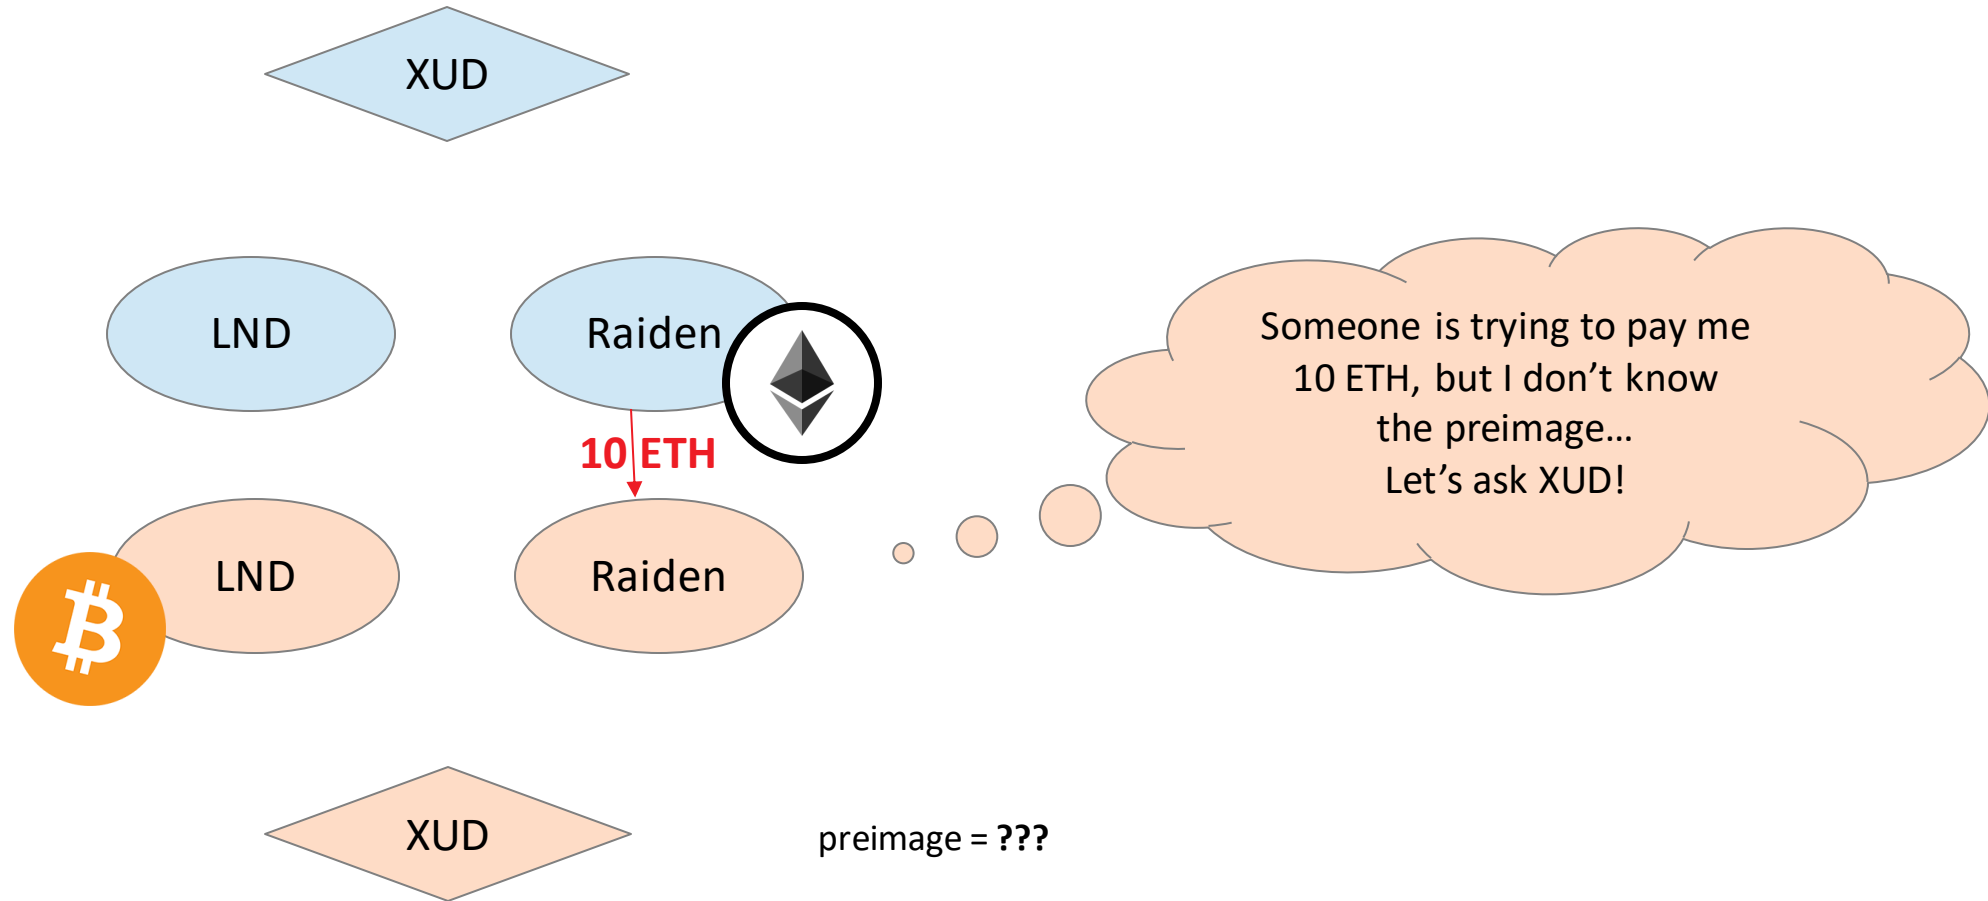 XUD
LND
Raiden
10 ETH
Someone is trying to pay me
10 ETH, but I don’t know
the preimage…
Let’s ask XUD!
LND
Raiden
XUD
preimage = ???